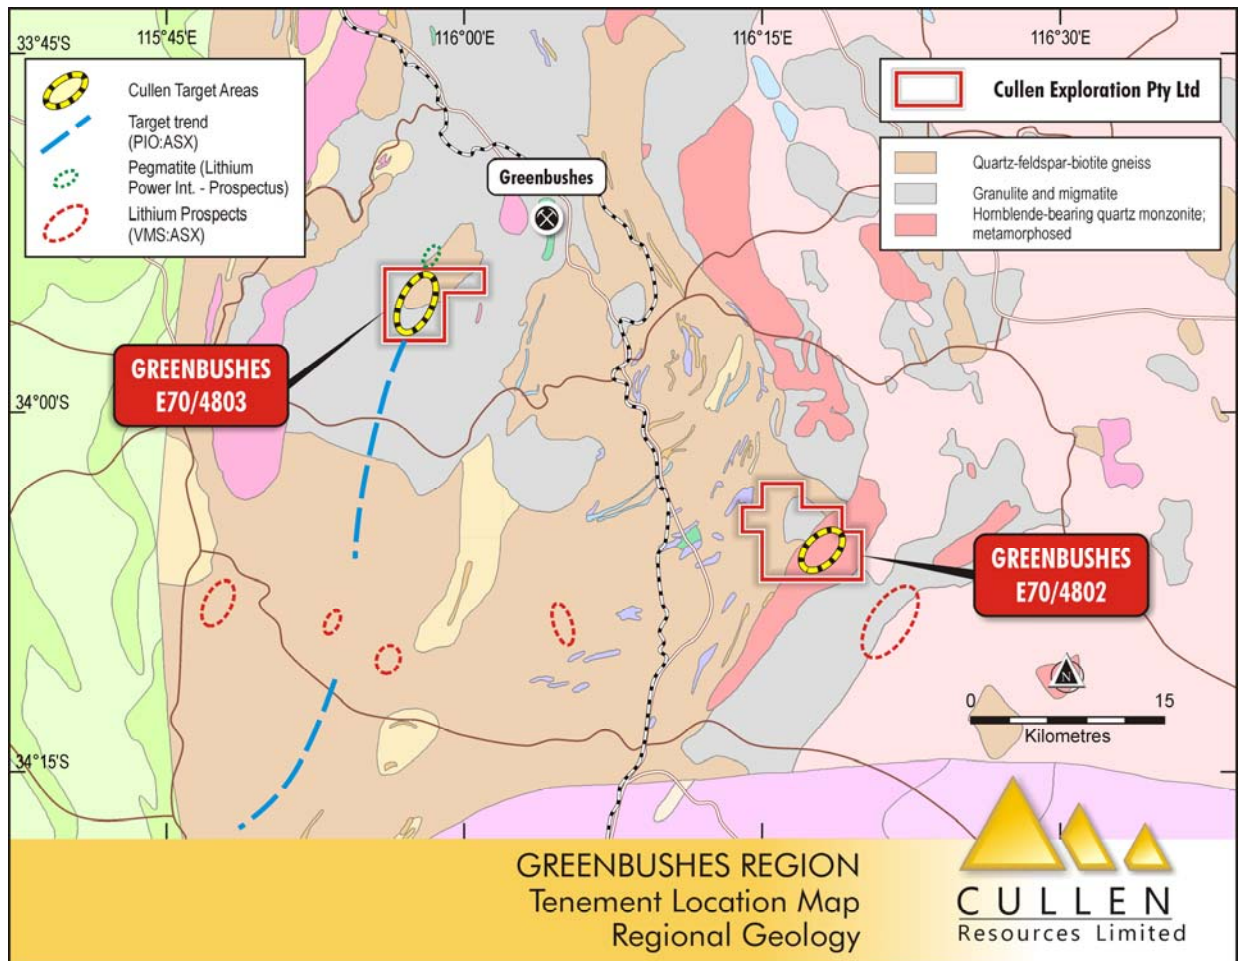 115°45'E
116°00'E
116°15'E
116°30'E
33°45'S
Cullen Target Areas
Target trend
(PIO:ASX)
Pegmatite (Lithium
Power Int. - Prospectus)
Lithium Prospects
(VMS:ASX)
Cullen Exploration Pty Ltd
Quartz-feldspar-biotite gneiss
Granulite and migmatite
Hornblende-bearing quartz monzonite;
metamorphosed
Greenbushes
GREENBUSHES
E70/4803
34°00'S
GREENBUSHES
E70/4802
N
0
15
Kilometres
34°15'S
GREENBUSHES REGION
Tenement Location Map
Regional Geology
CULLEN
Resources Limited